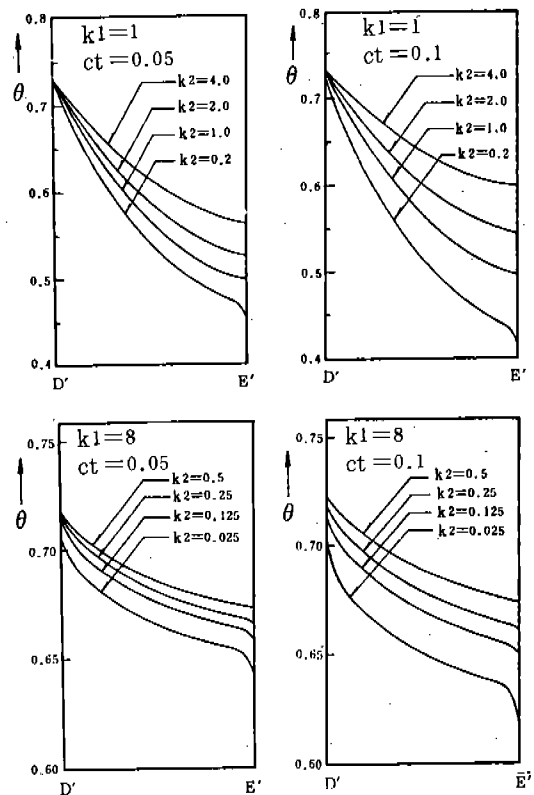 0.8
k1=1
ct=0.05
θ
k2=4.0
k2=2.0
k2=1.0
k2=0.2
0.7
0.6
0.5
0.4
D′
E′
0.8
k1=1
ct=0.1
θ
k2=4.0
k2=2.0
k2=1.0
k2=0.2
0.7
0.6
0.5
0.4
D′
E′
0.75
k1=8
ct=0.05
θ
k2=0.5
k2=0.25
k2=0.125
k2=0.025
0.70
0.65
0.60
D′
E′
0.75
k1=8
ct=0.1
θ
k2=0.5
k2=0.25
k2=0.125
k2=0.025
0.70
0.65
0.60
D′
E′